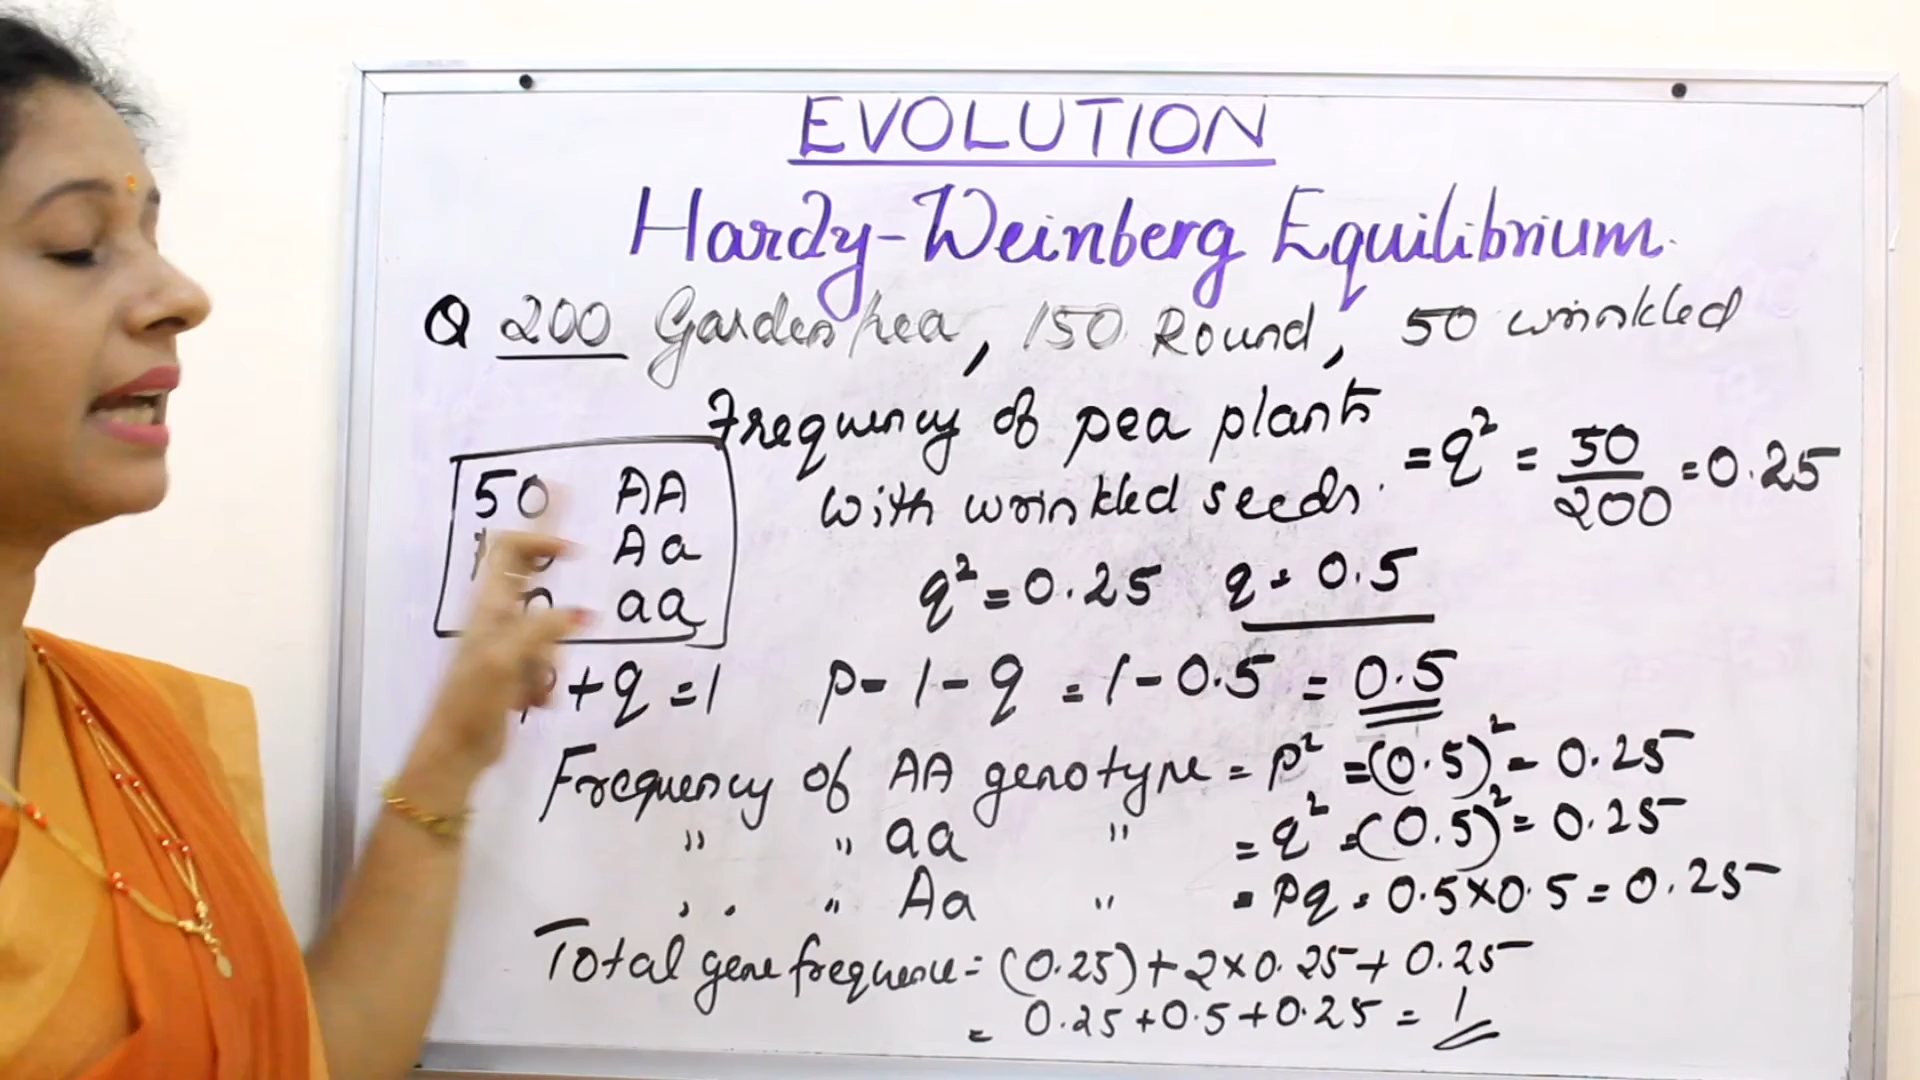 EVOLUTION
Hardy-Weinberg Equilibrium
Q 200 Garden pea, 150 Round, 50 wrinkled
Frequency of pea plants
with wrinkled seeds. = q² = 50/200 = 0.25
50 AA
Aa
aa
q² = 0.25 q = 0.5
p + q = 1 p = 1 - q = 1 - 0.5 = 0.5
Frequency of AA genotype = p² = (0.5)² = 0.25
" " aa " = q² = (0.5)² = 0.25
" " Aa " = pq = 0.5×0.5 = 0.25
Total gene frequence = (0.25) + 2×0.25 + 0.25
= 0.25+0.5+0.25 = 1